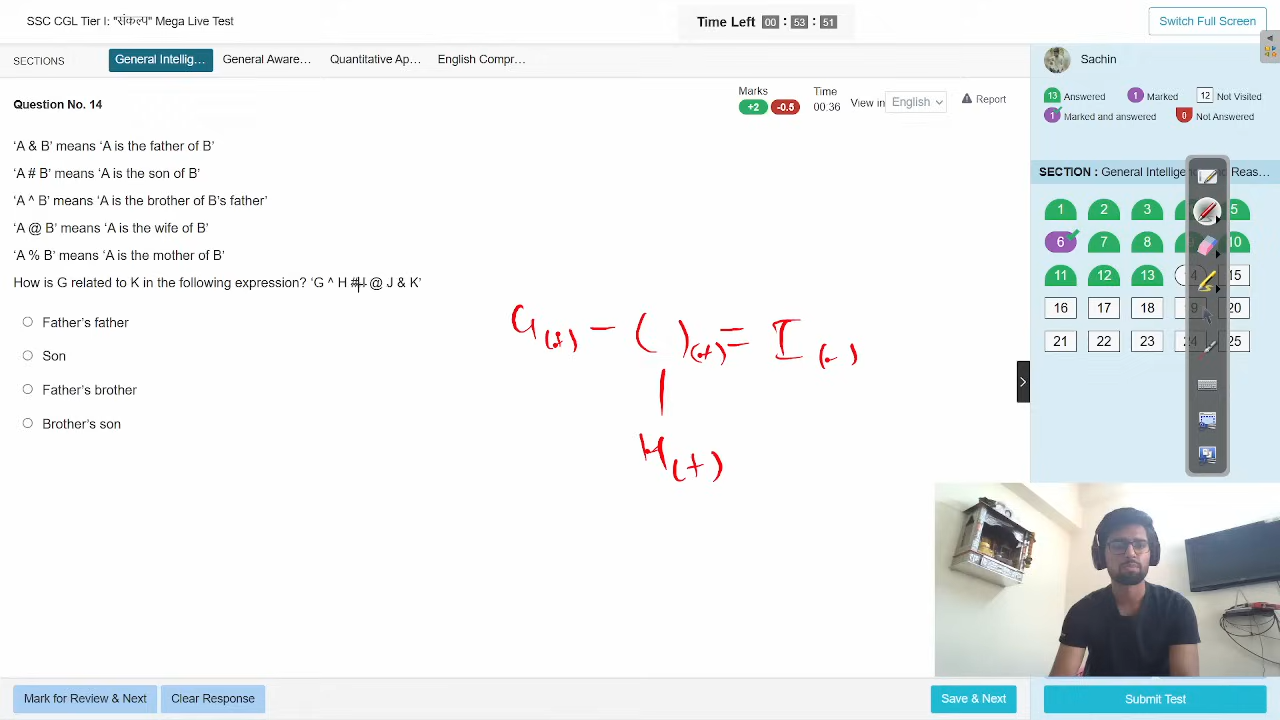 SSC CGL Tier I: "संकल्प" Mega Live Test
Time Left 00 : 53 : 51
Switch Full Screen
SECTIONS General Intellig... General Aware... Quantitative Ap... English Compr...
Sachin
Question No. 14
Marks
+2 -0.5
Time
00:36
View in English
Report
13 Answered 1 Marked 12 Not Visited
1 Marked and answered 0 Not Answered
'A & B' means 'A is the father of B'
'A # B' means 'A is the son of B'
'A ^ B' means 'A is the brother of B's father'
'A @ B' means 'A is the wife of B'
'A % B' means 'A is the mother of B'
How is G related to K in the following expression? 'G ^ H # @ J & K'
Father's father
Son
Father's brother
Brother's son
G (+) — ( ) (+) = I (-)
H (+)
SECTION : General Intelligence and Reas...
1 2 3 5
6 7 8 10
11 12 13 14 15
16 17 18 19 20
21 22 23 24 25
Mark for Review & Next
Clear Response
Save & Next
Submit Test